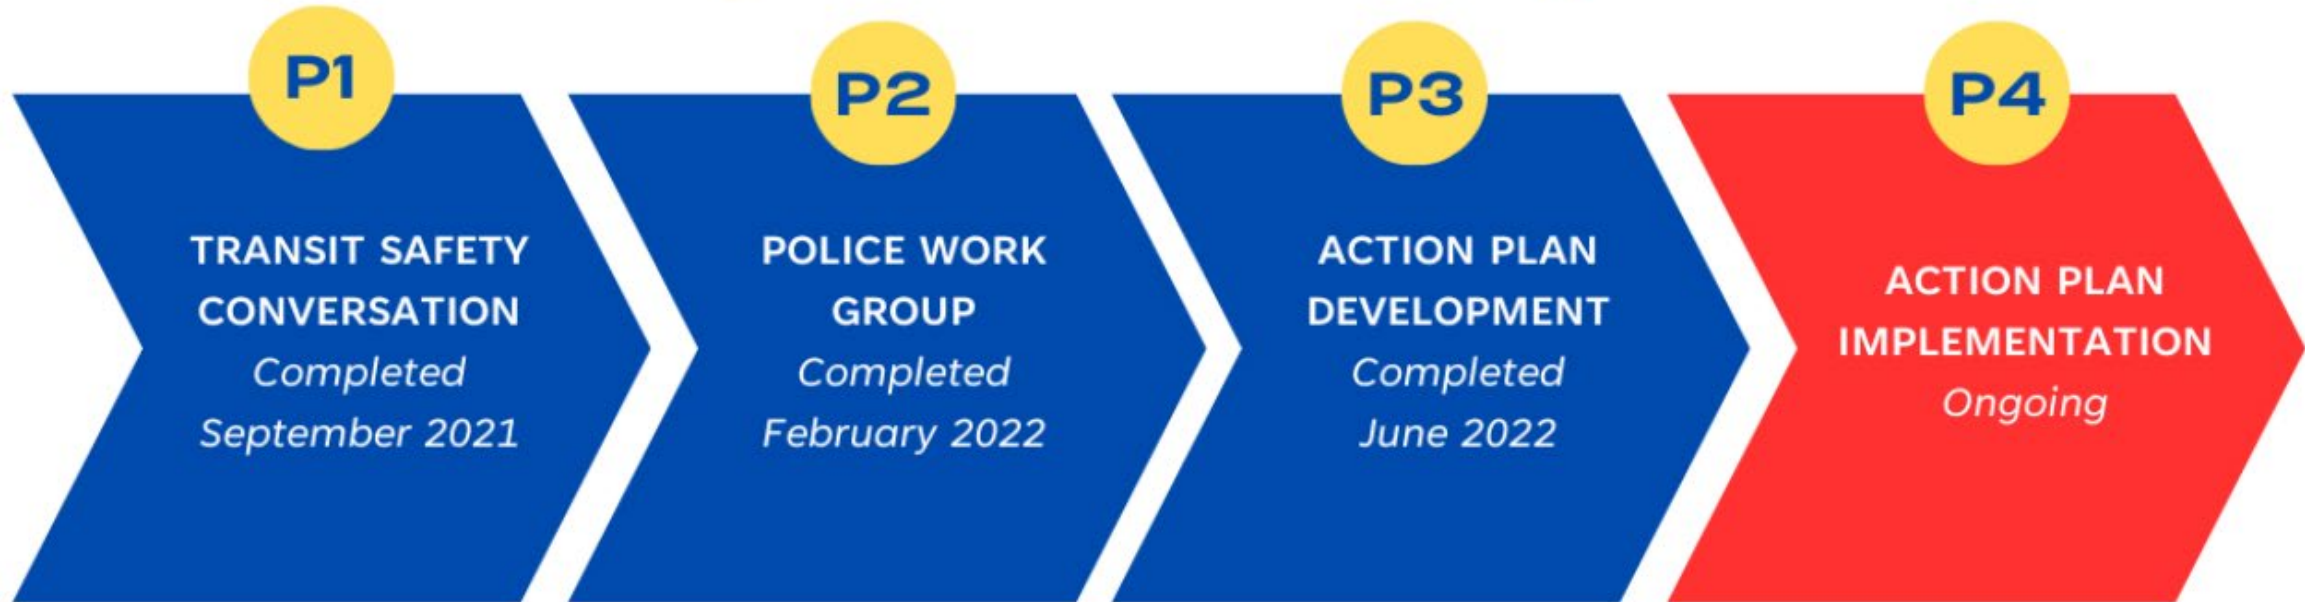 P1
TRANSIT SAFETY
CONVERSATION
Completed
September 2021
P2
POLICE WORK
GROUP
Completed
February 2022
P3
ACTION PLAN
DEVELOPMENT
Completed
June 2022
P4
ACTION PLAN
IMPLEMENTATION
Ongoing